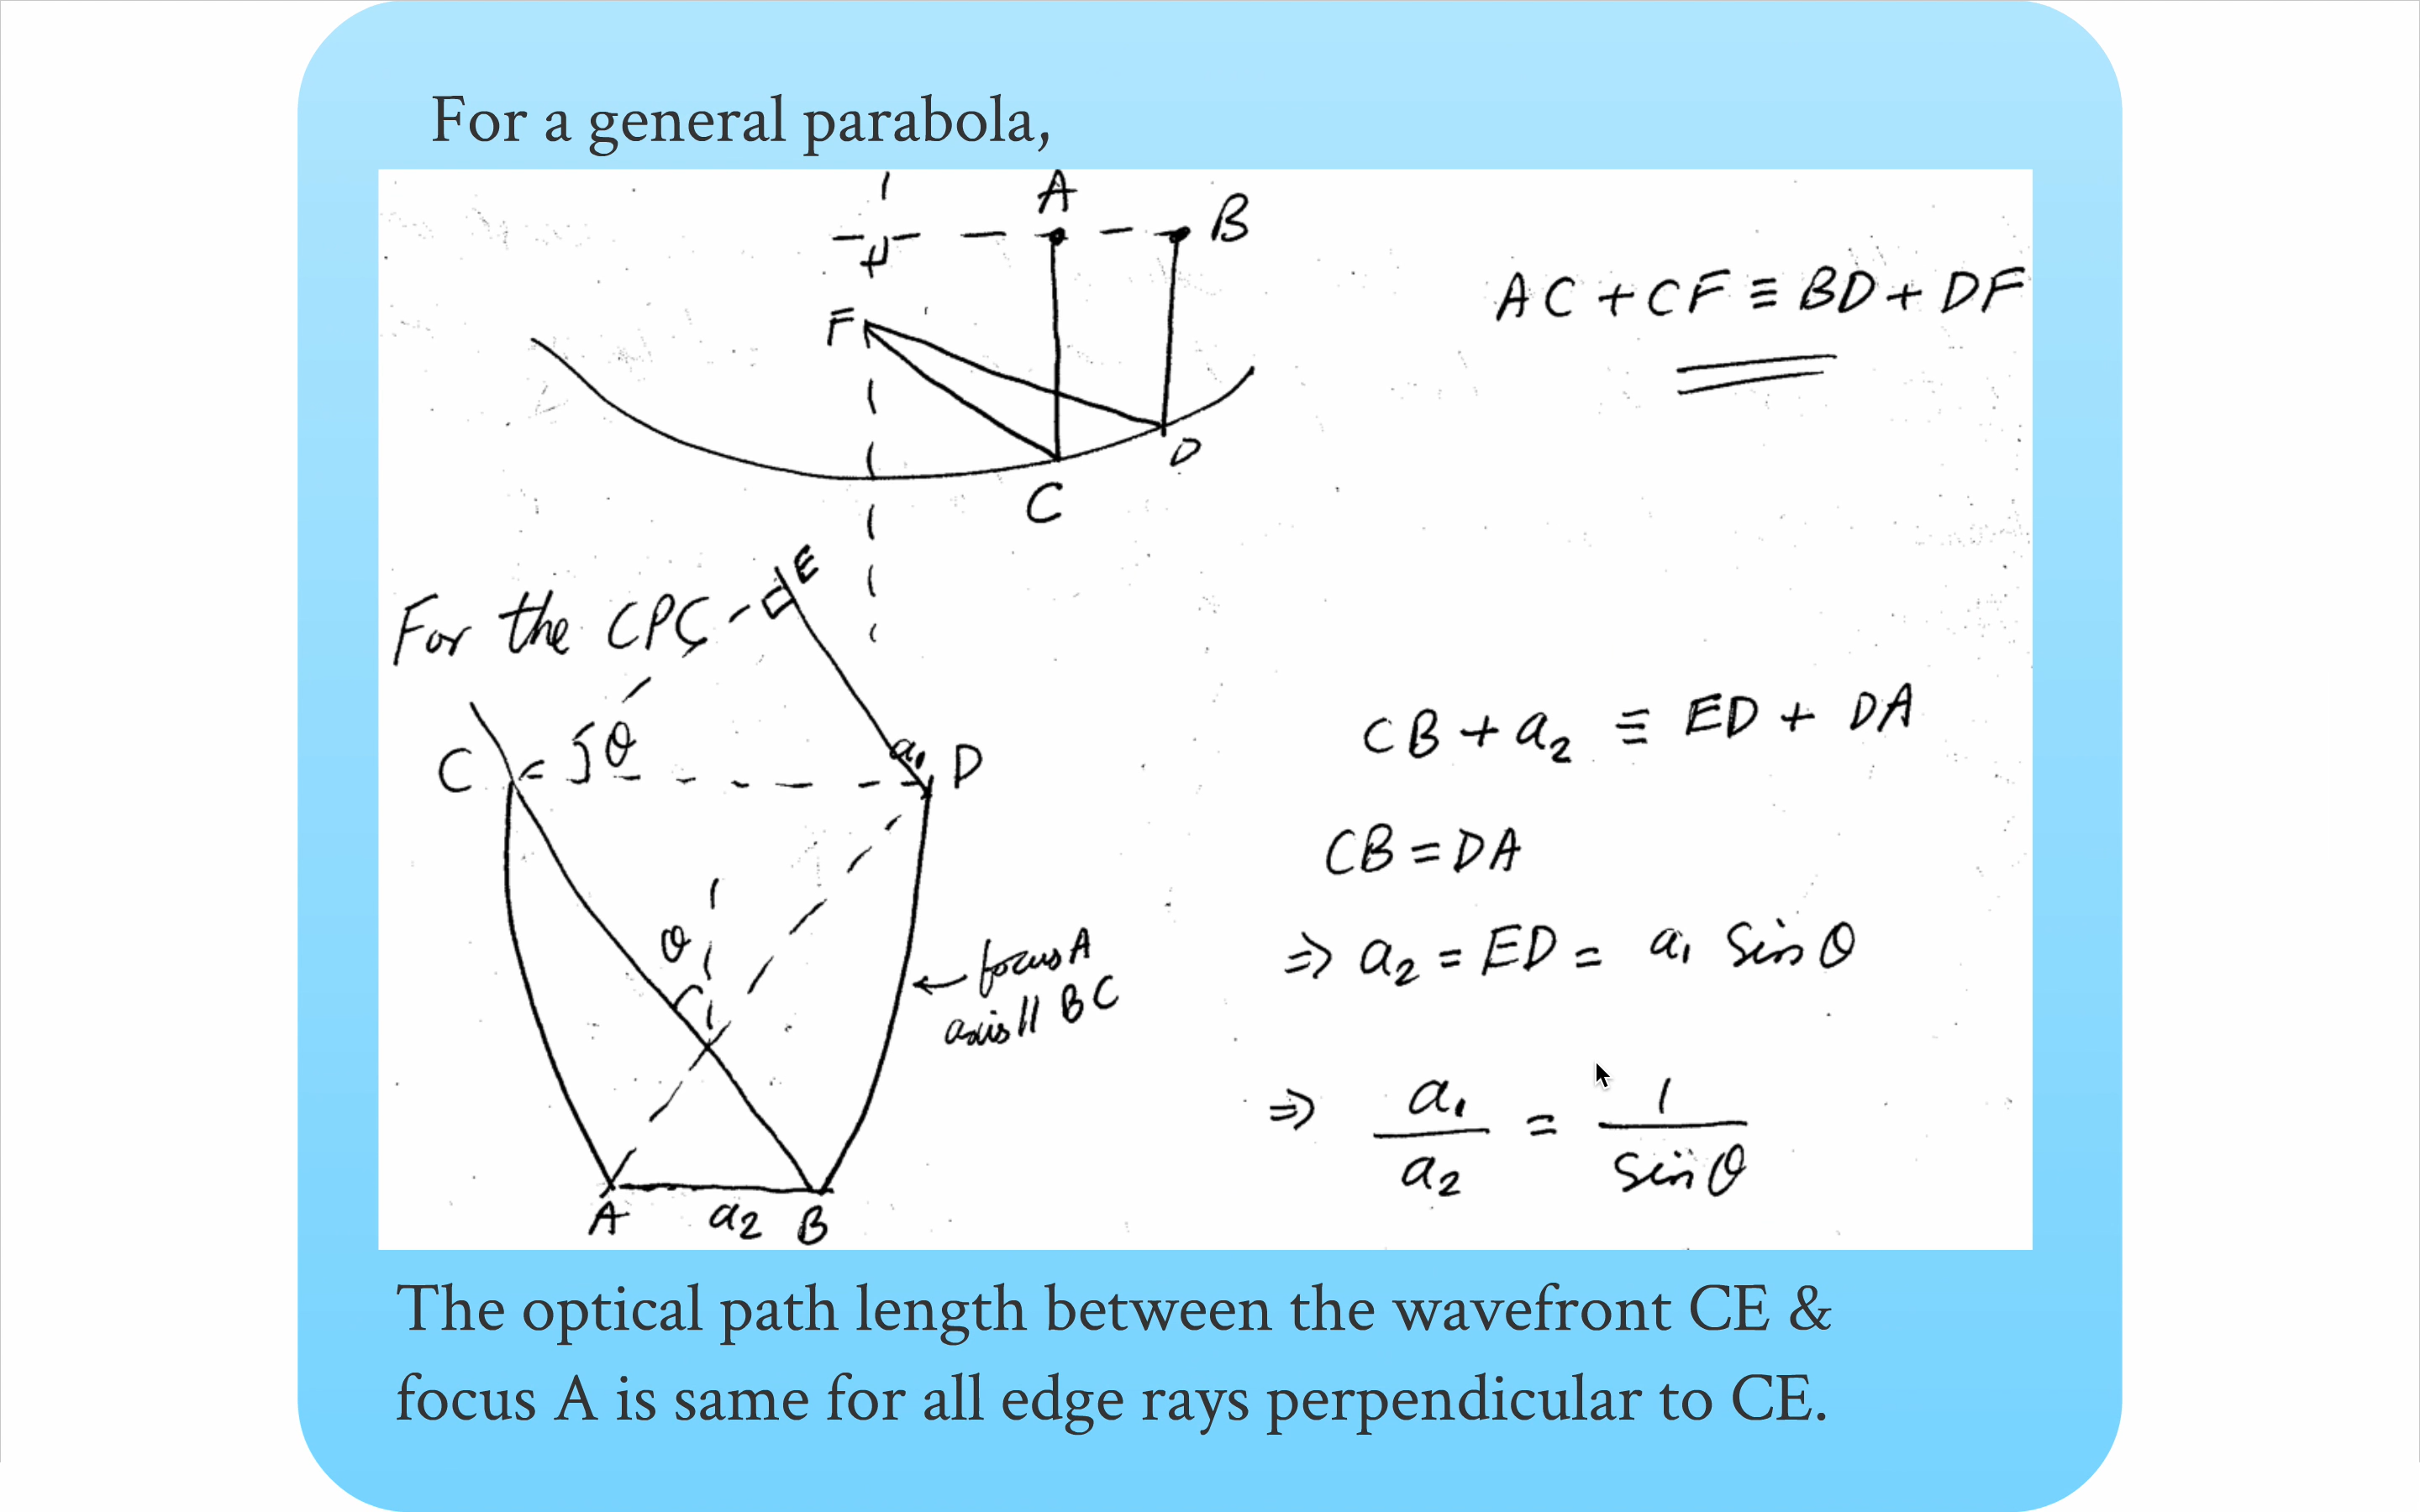 For a general parabola,
A
B
F
AC + CF ≡ BD + DF
D
C
E
For the CPC
C
θ
a₁
D
CB + a₂ ≡ ED + DA
CB = DA
θ
focus A
axis || BC
⇒ a₂ = ED = a₁ Sin θ
⇒ a₁ / a₂ = 1 / sin θ
A
a₂
B
The optical path length between the wavefront CE &
focus A is same for all edge rays perpendicular to CE.